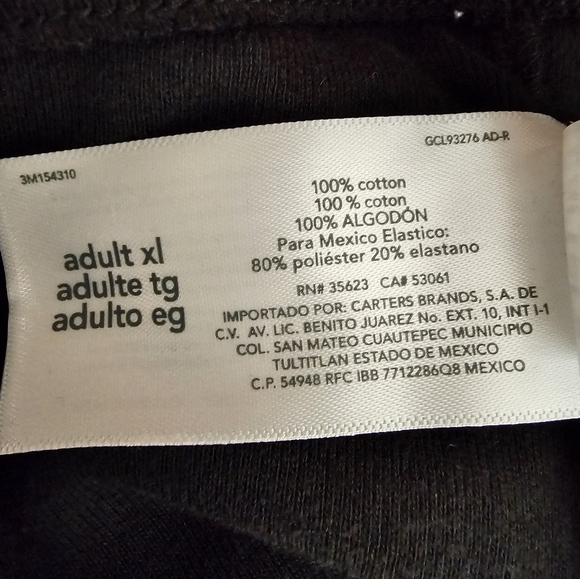 3M154310
GCL93276 AD-R
adult xl
adulte tg
adulto eg
100% cotton
100 % coton
100% ALGODÓN
Para Mexico Elastico:
80% poliéster 20% elastano
RN# 35623 CA# 53061
IMPORTADO POR: CARTERS BRANDS, S.A. DE
C.V. AV. LIC. BENITO JUAREZ No. EXT. 10, INT I-1
COL. SAN MATEO CUAUTEPEC MUNICIPIO
TULTITLAN ESTADO DE MEXICO
C.P. 54948 RFC IBB 7712286Q8 MEXICO